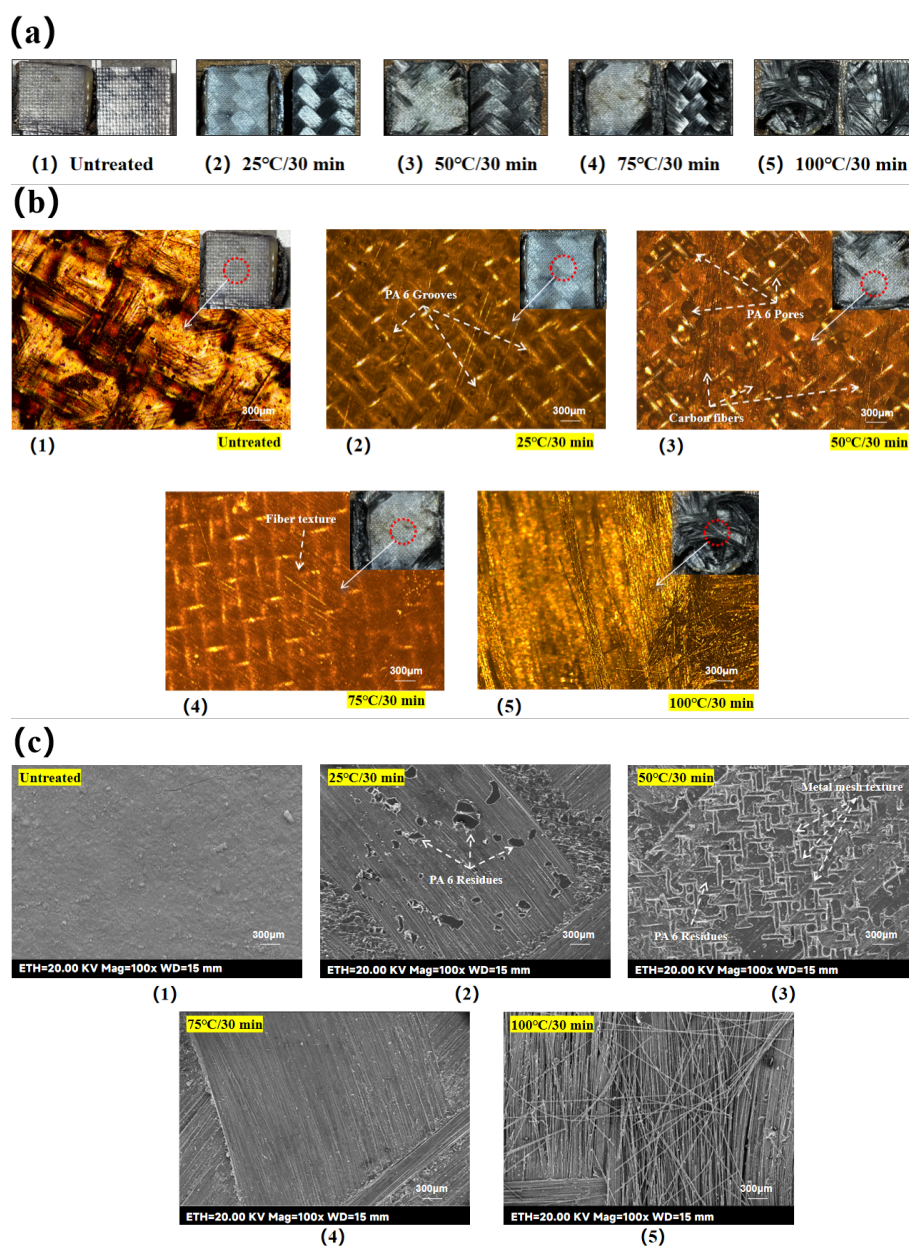 (a)
(1) Untreated
(2) 25°C/30 min
(3) 50°C/30 min
(4) 75°C/30 min
(5) 100°C/30 min
(b)
PA 6 Grooves
300μm
300μm
PA 6 Pores
Carbon fibers
300μm
(1)
Untreated
(2)
25°C/30 min
(3)
50°C/30 min
Fiber texture
300μm
300μm
(4)
75°C/30 min
(5)
100°C/30 min
(c)
Untreated
300μm
ETH=20.00 KV Mag=100x WD=15 mm
(1)
25°C/30 min
PA 6 Residues
300μm
ETH=20.00 KV Mag=100x WD=15 mm
(2)
50°C/30 min
Metal mesh texture
PA 6 Residues
300μm
ETH=20.00 KV Mag=100x WD=15 mm
(3)
75°C/30 min
300μm
ETH=20.00 KV Mag=100x WD=15 mm
(4)
100°C/30 min
300μm
ETH=20.00 KV Mag=100x WD=15 mm
(5)